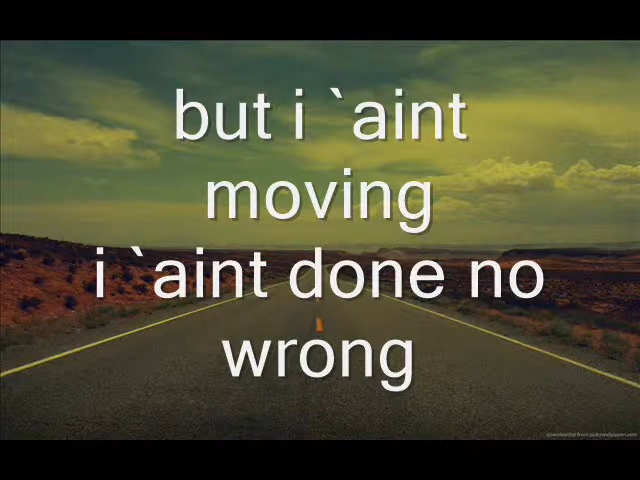 but i `aint
moving
i `aint done no
wrong